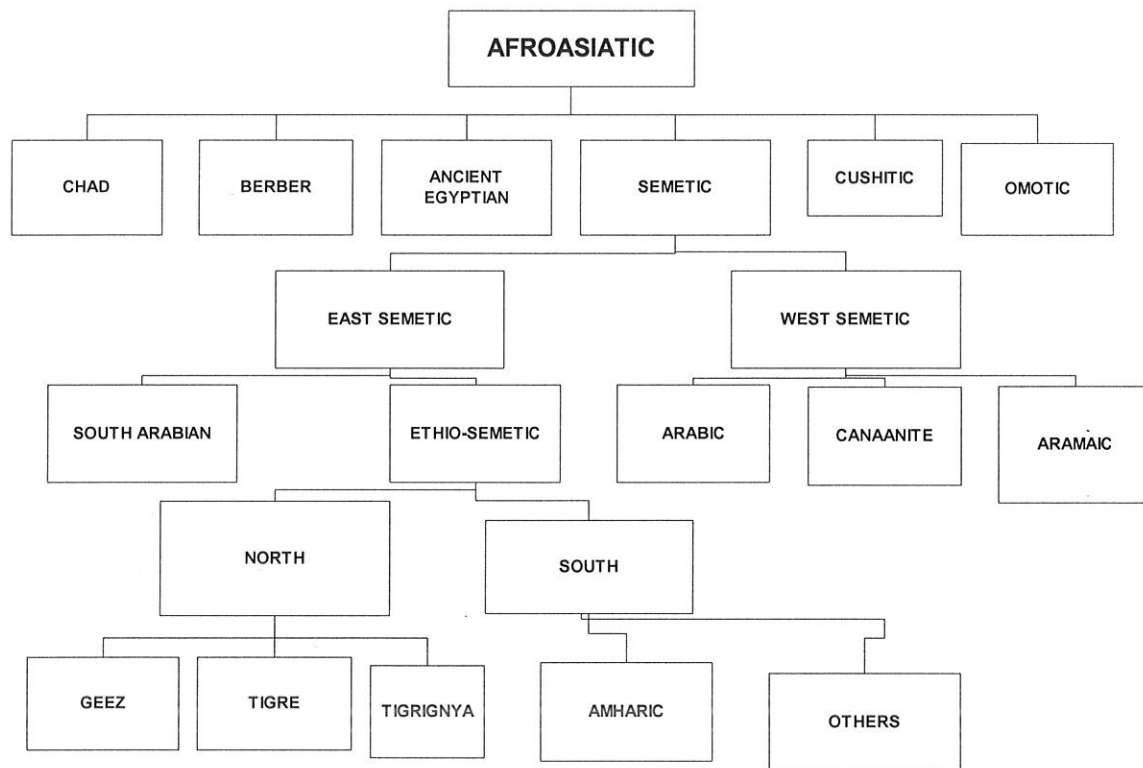 AFROASIATIC
CHAD
BERBER
ANCIENT
EGYPTIAN
SEMETIC
CUSHITIC
OMOTIC
EAST SEMETIC
WEST SEMETIC
SOUTH ARABIAN
ETHIO-SEMETIC
ARABIC
CANAANITE
ARAMAIC
NORTH
SOUTH
GEEZ
TIGRE
TIGRIGNYA
AMHARIC
OTHERS